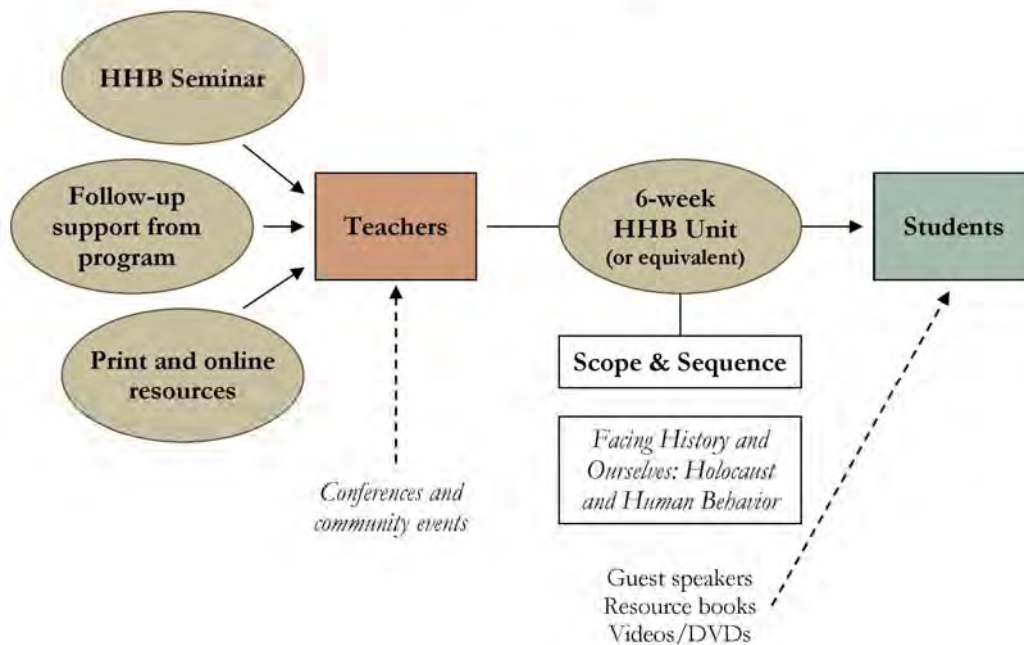 HHB Seminar
Follow-up
support from
program
Print and online
resources
Teachers
Conferences and
community events
6-week
HHB Unit
(or equivalent)
Scope & Sequence
Facing History and
Ourselves: Holocaust
and Human Behavior
Students
Guest speakers
Resource books
Videos/DVDs